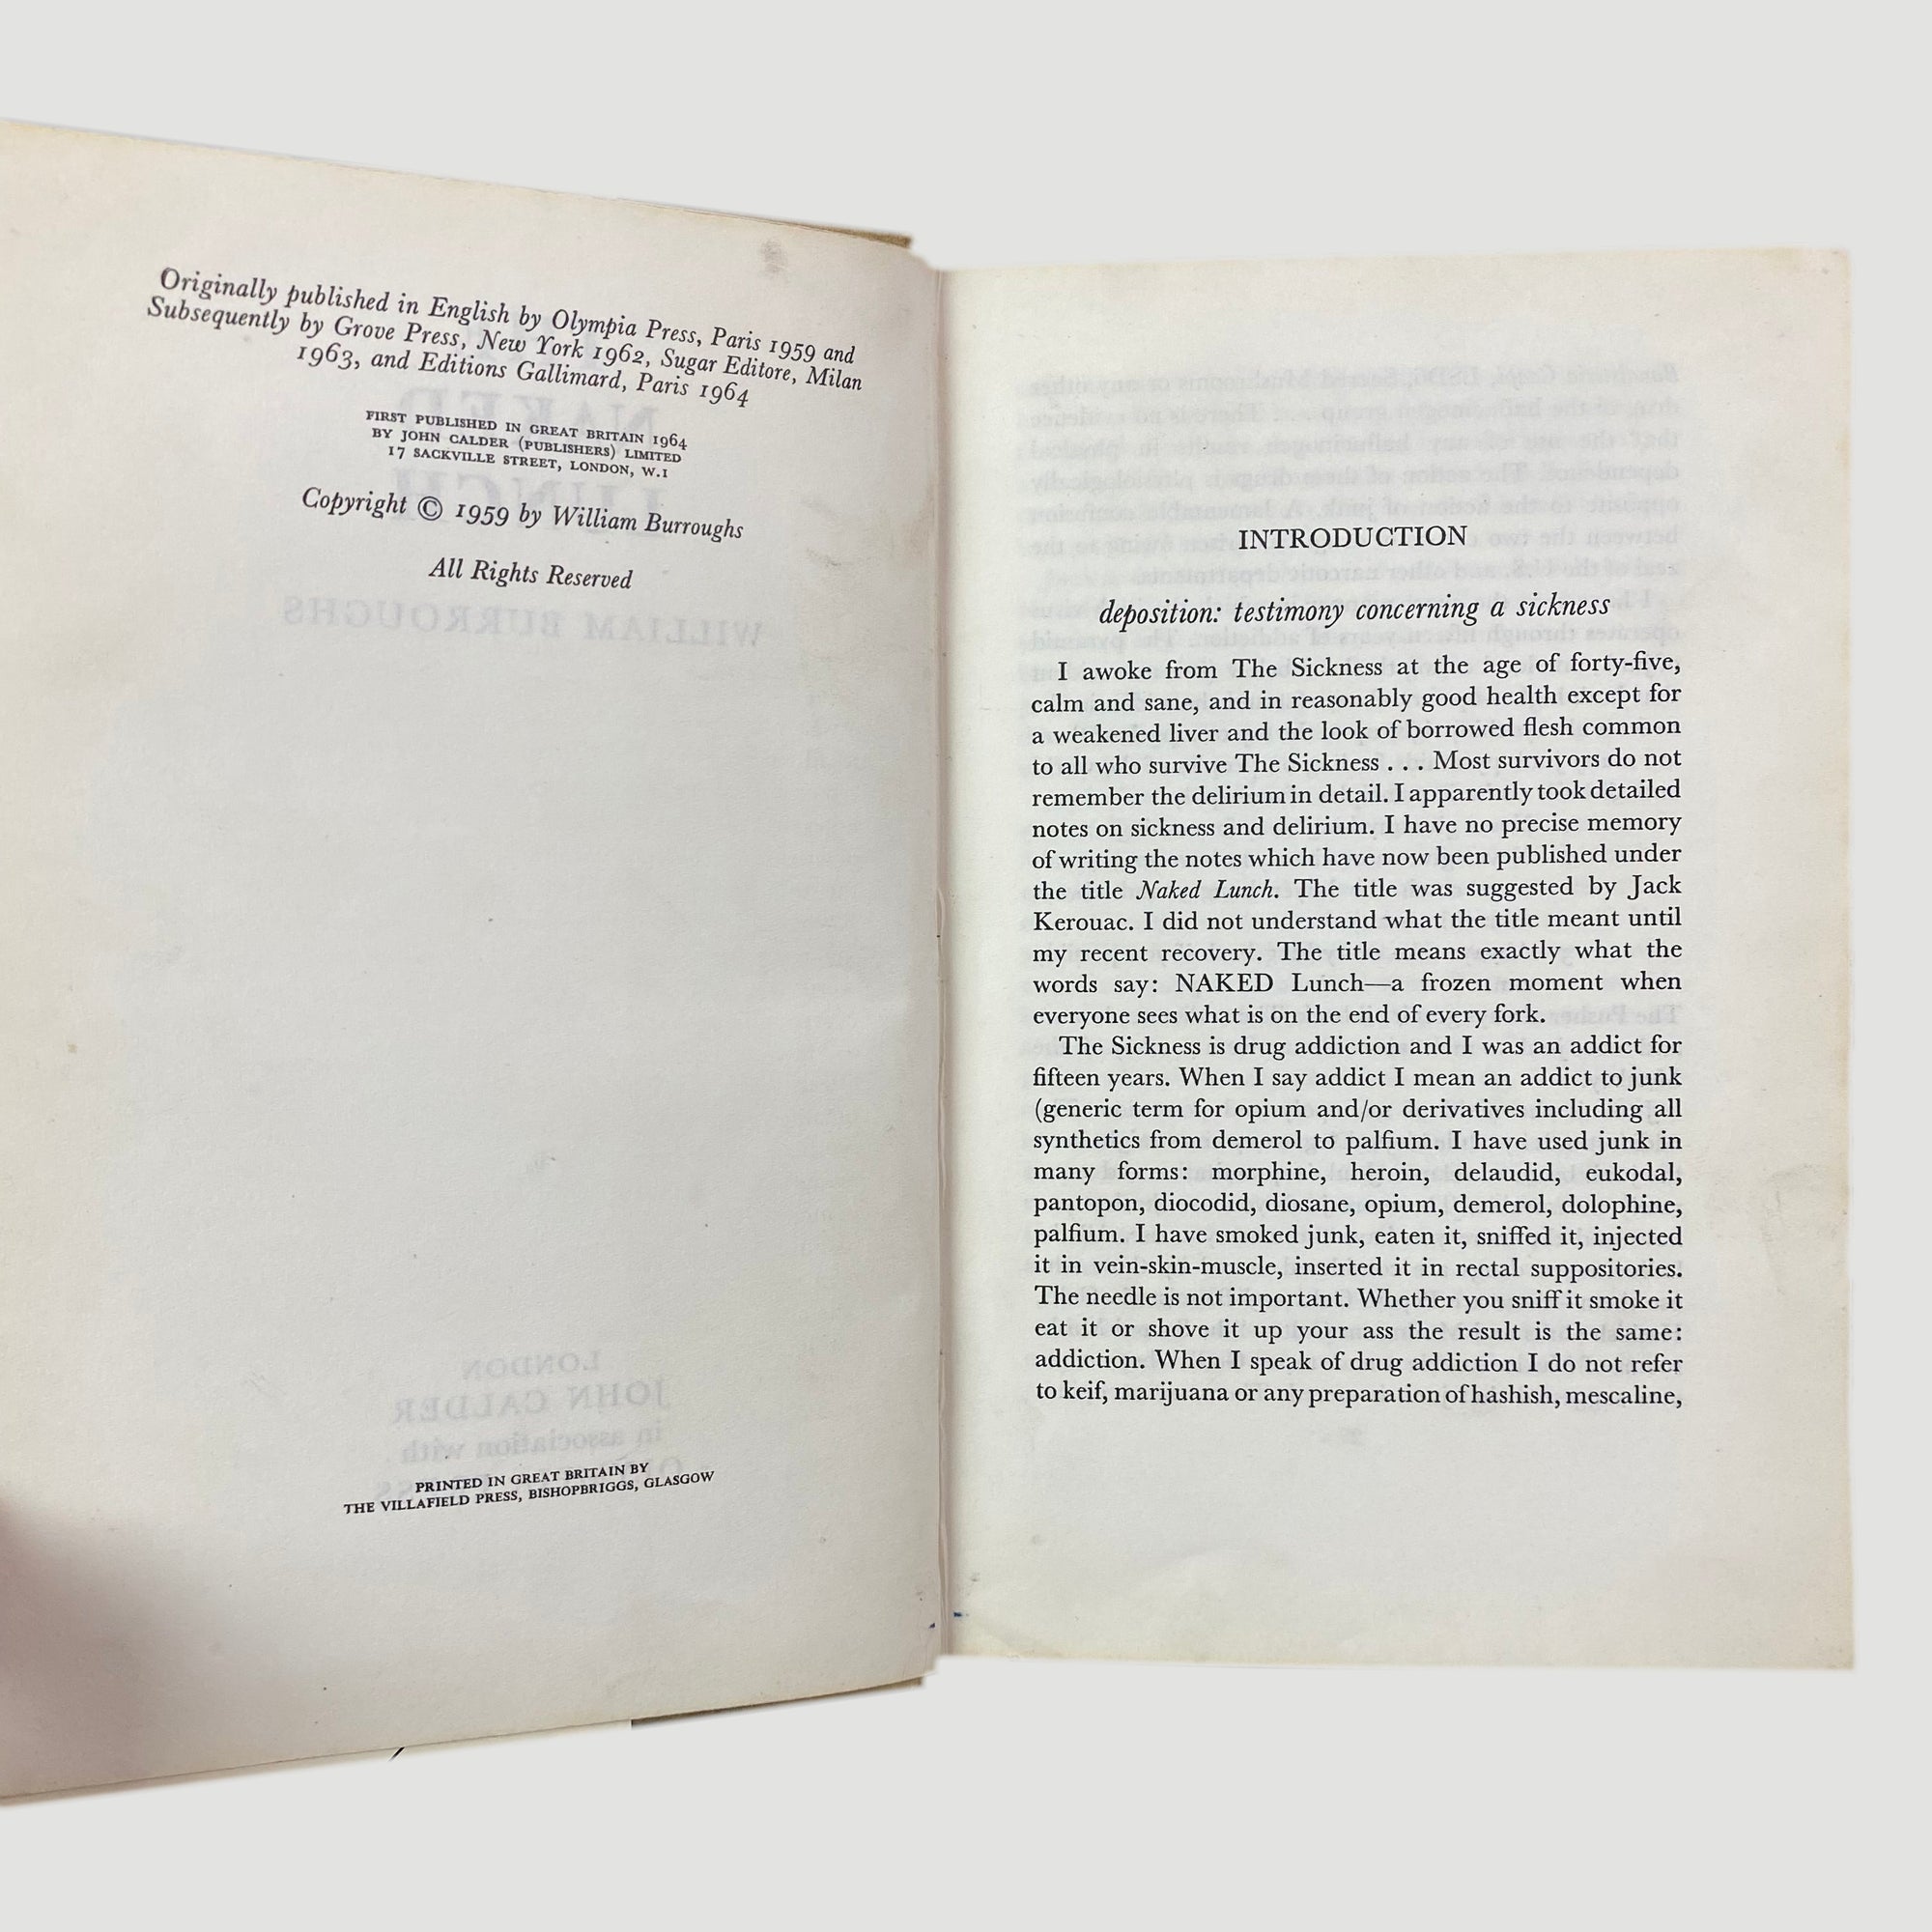 Originally published in English by Olympia Press, Paris 1959 and
Subsequently by Grove Press, New York 1962, Sugar Editore, Milan
1963, and Editions Gallimard, Paris 1964
FIRST PUBLISHED IN GREAT BRITAIN 1964
BY JOHN CALDER (PUBLISHERS) LIMITED
17 SACKVILLE STREET, LONDON, W.1
Copyright © 1959 by William Burroughs
All Rights Reserved
PRINTED IN GREAT BRITAIN BY
THE VILLAFIELD PRESS, BISHOPBRIGGS, GLASGOW
INTRODUCTION
deposition: testimony concerning a sickness
I awoke from The Sickness at the age of forty-five,
calm and sane, and in reasonably good health except for
a weakened liver and the look of borrowed flesh common
to all who survive The Sickness . . . Most survivors do not
remember the delirium in detail. I apparently took detailed
notes on sickness and delirium. I have no precise memory
of writing the notes which have now been published under
the title Naked Lunch. The title was suggested by Jack
Kerouac. I did not understand what the title meant until
my recent recovery. The title means exactly what the
words say: NAKED Lunch—a frozen moment when
everyone sees what is on the end of every fork.
The Sickness is drug addiction and I was an addict for
fifteen years. When I say addict I mean an addict to junk
(generic term for opium and/or derivatives including all
synthetics from demerol to palfium. I have used junk in
many forms: morphine, heroin, delaudid, eukodal,
pantopon, diocodid, diosane, opium, demerol, dolophine,
palfium. I have smoked junk, eaten it, sniffed it, injected
it in vein-skin-muscle, inserted it in rectal suppositories.
The needle is not important. Whether you sniff it smoke it
eat it or shove it up your ass the result is the same:
addiction. When I speak of drug addiction I do not refer
to keif, marijuana or any preparation of hashish, mescaline,